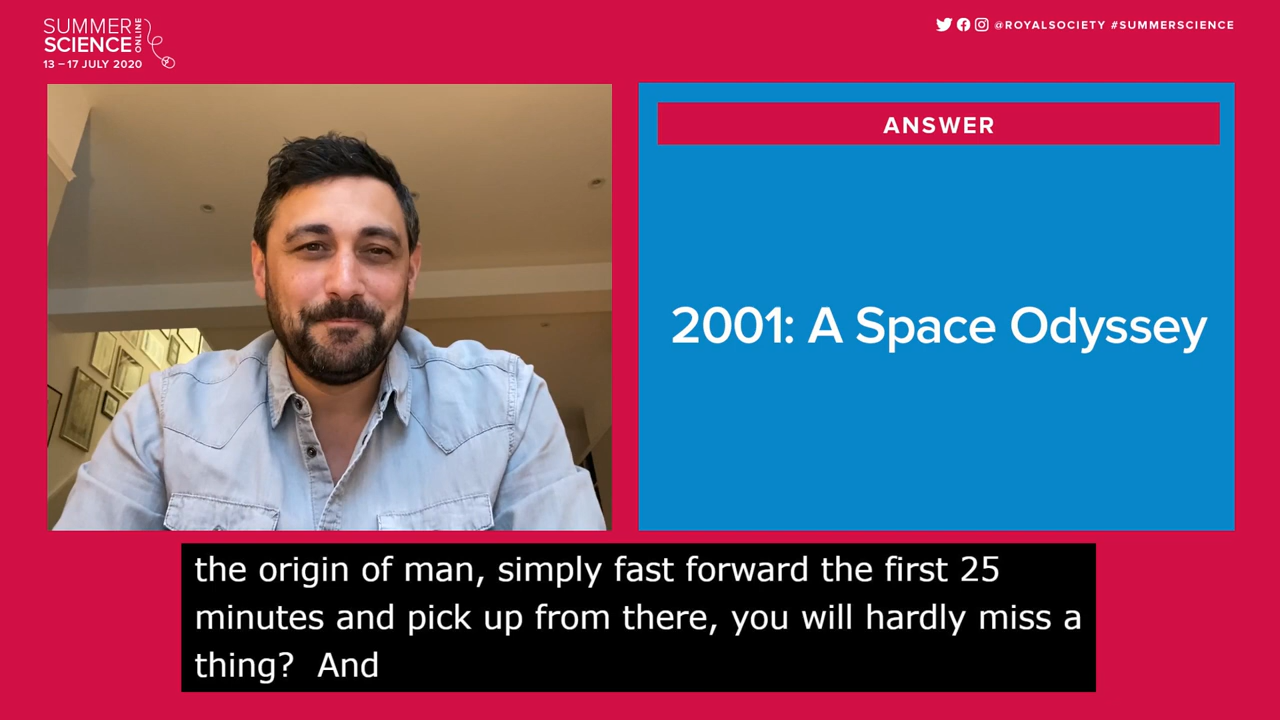 SUMMER
SCIENCE
ONLINE
13 – 17 JULY 2020
@ROYALSOCIETY #SUMMERSCIENCE
ANSWER
2001: A Space Odyssey
the origin of man, simply fast forward the first 25
minutes and pick up from there, you will hardly miss a
thing?  And